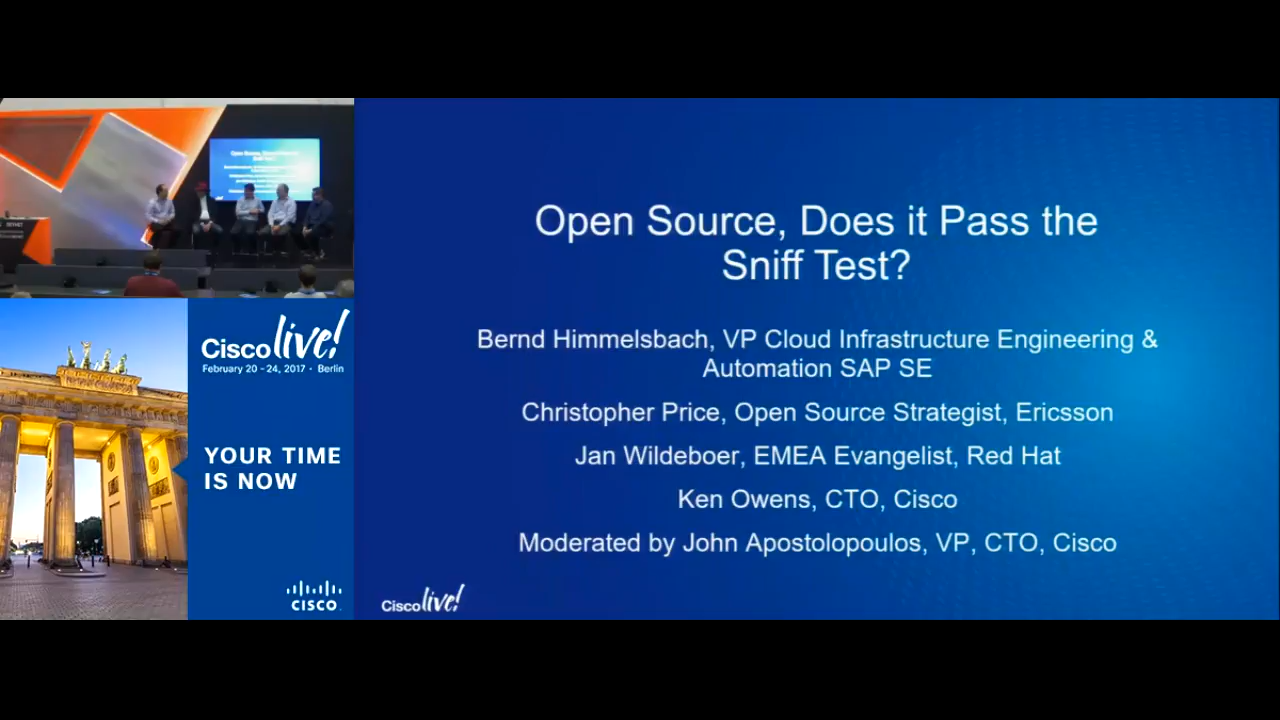 Open Source, Does it Pass the
Sniff Test?
Bernd Himmelsbach, VP Cloud Infrastructure Engineering &
Automation SAP SE
Christopher Price, Open Source Strategist, Ericsson
Jan Wildeboer, EMEA Evangelist, Red Hat
Ken Owens, CTO, Cisco
Moderated by John Apostolopoulos, VP, CTO, Cisco
Cisco live!
Cisco live!
February 20 - 24, 2017 · Berlin
YOUR TIME
IS NOW
CISCO